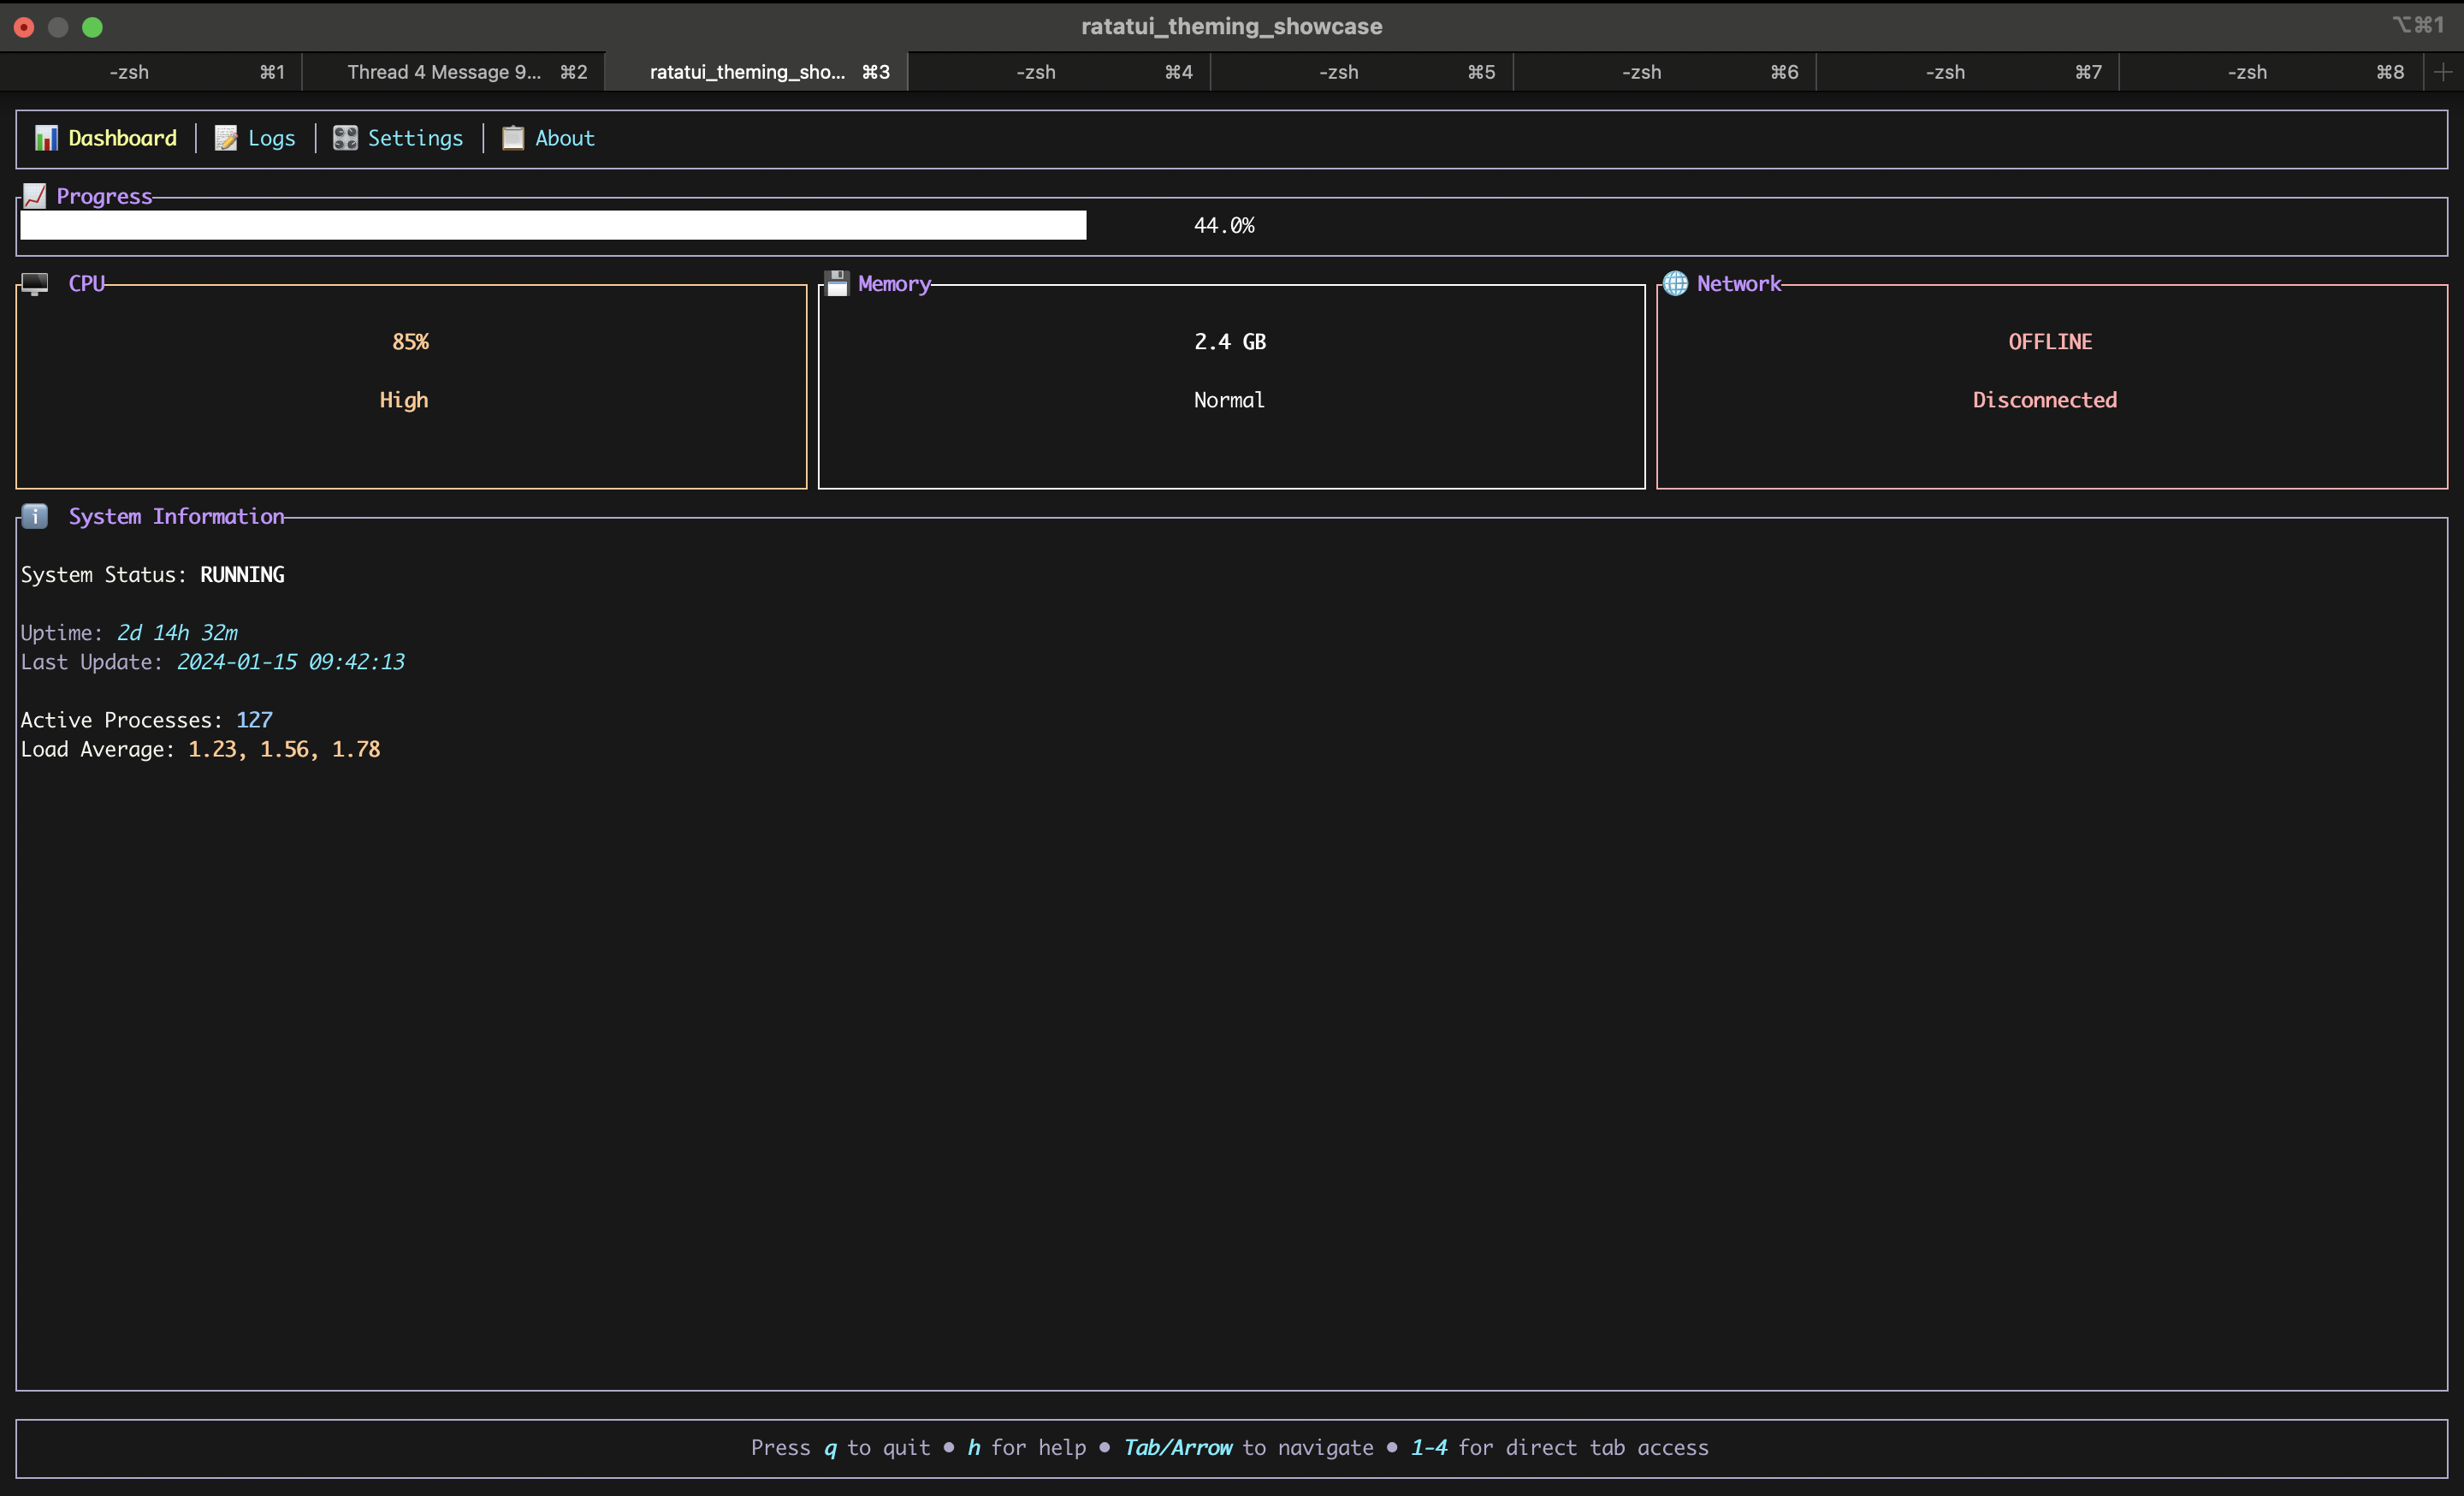 ratatui_theming_showcase ⌥⌘1
-zsh ⌘1 Thread 4 Message 9... ⌘2 ratatui_theming_sho... ⌘3 -zsh ⌘4 -zsh ⌘5 -zsh ⌘6 -zsh ⌘7 -zsh ⌘8
Dashboard | Logs | Settings | About
Progress
44.0%
CPU
85%
High
Memory
2.4 GB
Normal
Network
OFFLINE
Disconnected
System Information
System Status: RUNNING
Uptime: 2d 14h 32m
Last Update: 2024-01-15 09:42:13
Active Processes: 127
Load Average: 1.23, 1.56, 1.78
Press q to quit • h for help • Tab/Arrow to navigate • 1-4 for direct tab access